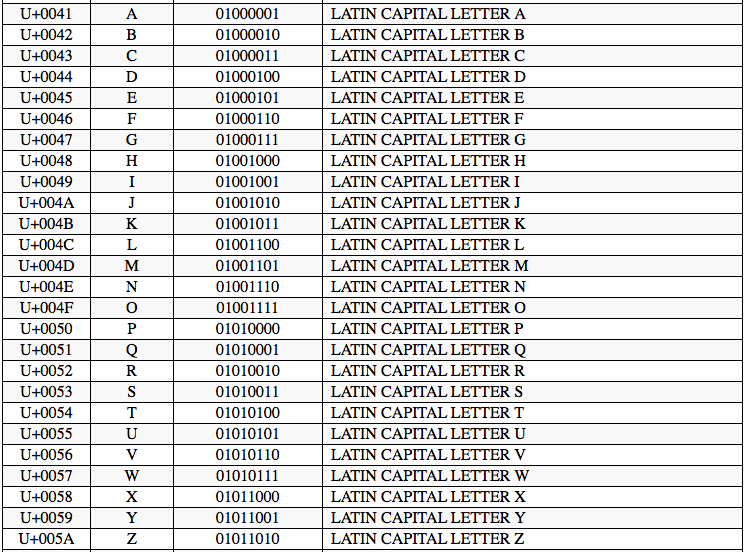 U+0041 A 01000001 LATIN CAPITAL LETTER A
U+0042 B 01000010 LATIN CAPITAL LETTER B
U+0043 C 01000011 LATIN CAPITAL LETTER C
U+0044 D 01000100 LATIN CAPITAL LETTER D
U+0045 E 01000101 LATIN CAPITAL LETTER E
U+0046 F 01000110 LATIN CAPITAL LETTER F
U+0047 G 01000111 LATIN CAPITAL LETTER G
U+0048 H 01001000 LATIN CAPITAL LETTER H
U+0049 I 01001001 LATIN CAPITAL LETTER I
U+004A J 01001010 LATIN CAPITAL LETTER J
U+004B K 01001011 LATIN CAPITAL LETTER K
U+004C L 01001100 LATIN CAPITAL LETTER L
U+004D M 01001101 LATIN CAPITAL LETTER M
U+004E N 01001110 LATIN CAPITAL LETTER N
U+004F O 01001111 LATIN CAPITAL LETTER O
U+0050 P 01010000 LATIN CAPITAL LETTER P
U+0051 Q 01010001 LATIN CAPITAL LETTER Q
U+0052 R 01010010 LATIN CAPITAL LETTER R
U+0053 S 01010011 LATIN CAPITAL LETTER S
U+0054 T 01010100 LATIN CAPITAL LETTER T
U+0055 U 01010101 LATIN CAPITAL LETTER U
U+0056 V 01010110 LATIN CAPITAL LETTER V
U+0057 W 01010111 LATIN CAPITAL LETTER W
U+0058 X 01011000 LATIN CAPITAL LETTER X
U+0059 Y 01011001 LATIN CAPITAL LETTER Y
U+005A Z 01011010 LATIN CAPITAL LETTER Z